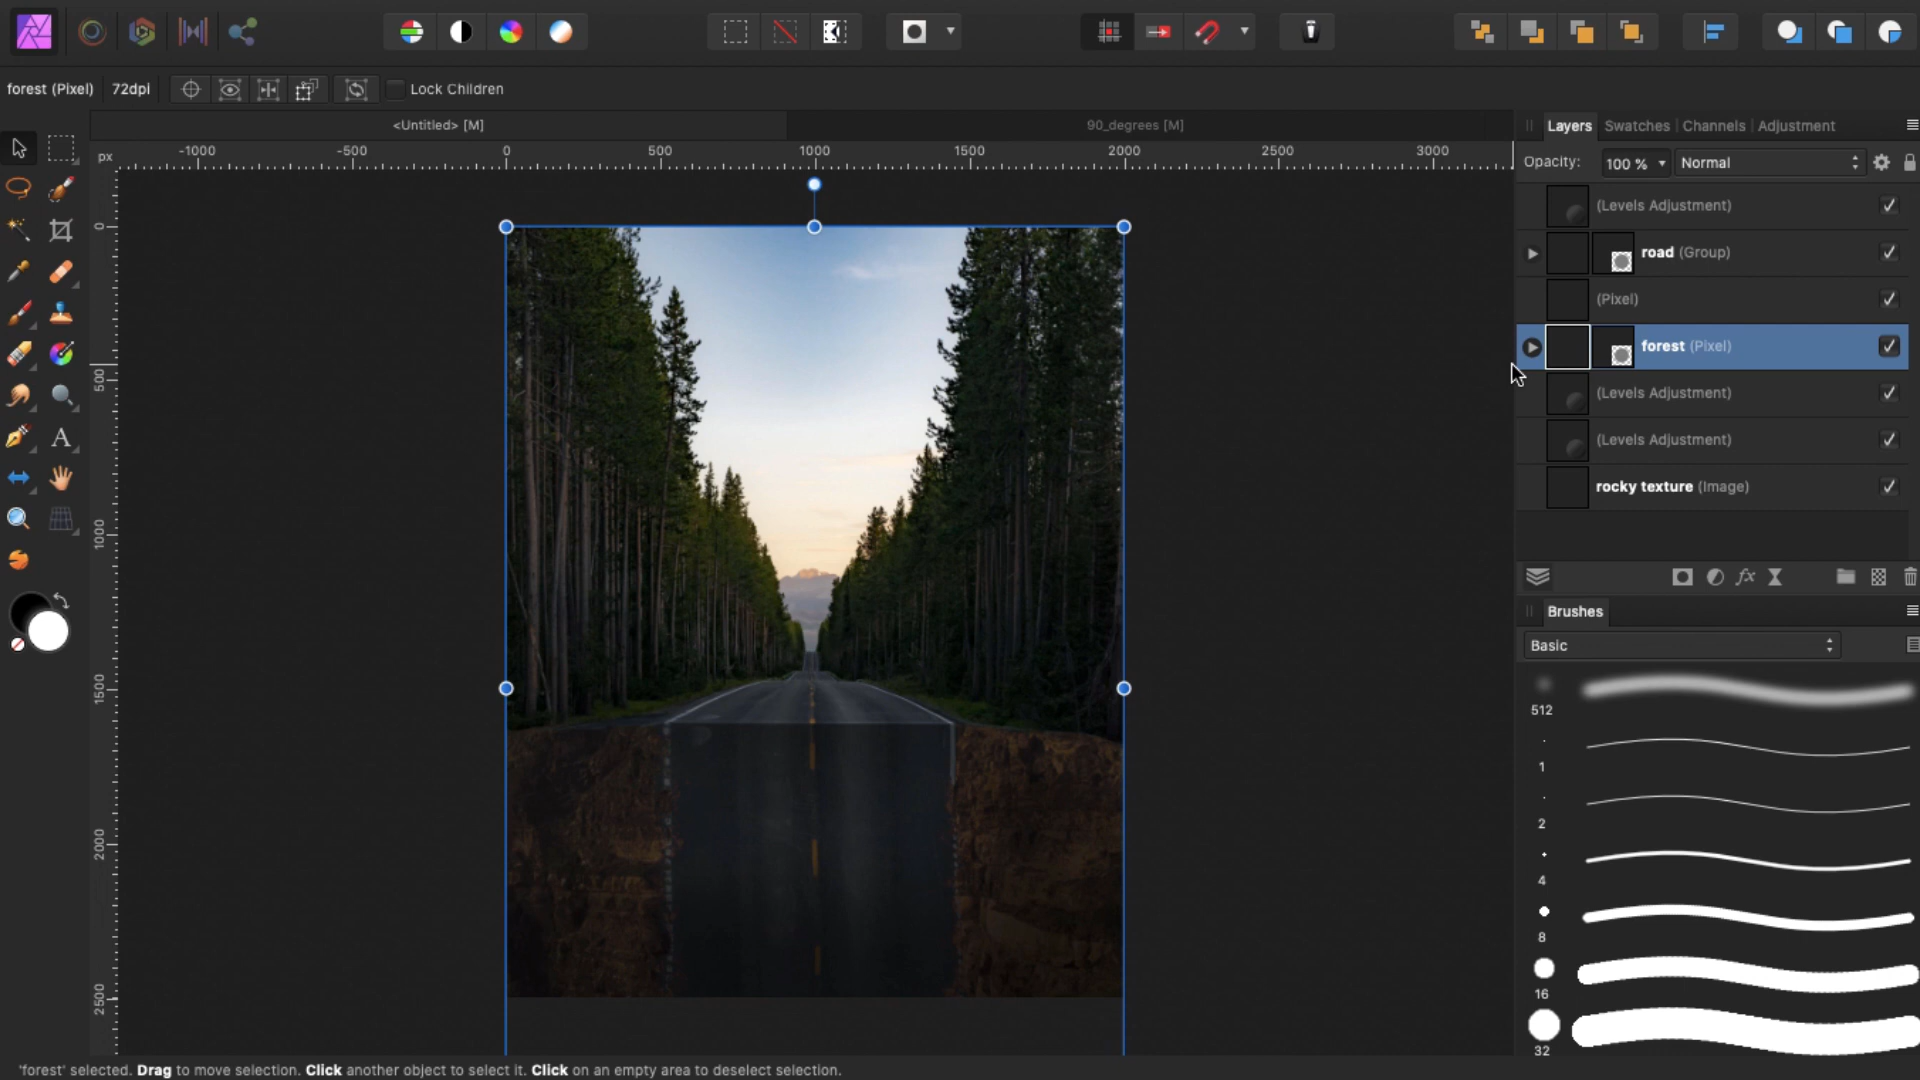 forest (Pixel) 72dpi Lock Children
<Untitled> [M] 90_degrees [M]
px -1000 -500 0 500 1000 1500 2000 2500 3000
0
500
1000
1500
2000
2500
Layers Swatches Channels Adjustment
Opacity: 100 % Normal
(Levels Adjustment)
road (Group)
(Pixel)
forest (Pixel)
(Levels Adjustment)
(Levels Adjustment)
rocky texture (Image)
fx
Brushes
Basic
512
1
2
4
8
16
32
'forest' selected. Drag to move selection. Click another object to select it. Click on an empty area to deselect selection.